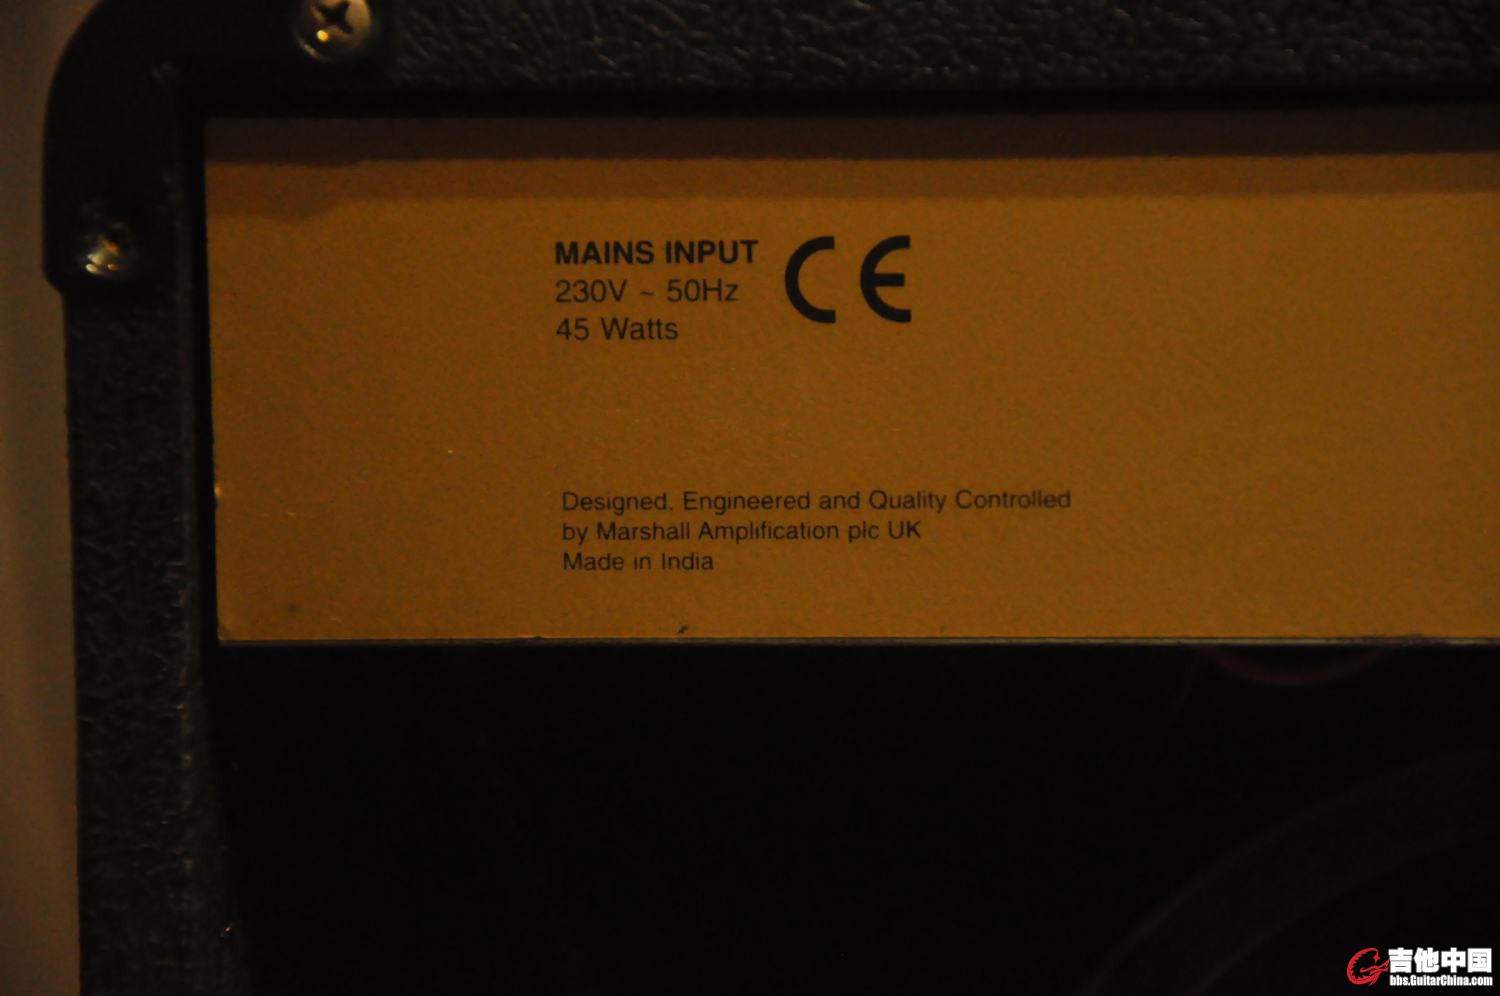 MAINS INPUT
230V ~ 50Hz
45 Watts
CE
Designed, Engineered and Quality Controlled
by Marshall Amplification plc UK
Made in India
吉他中国
bbs.GuitarChina.com